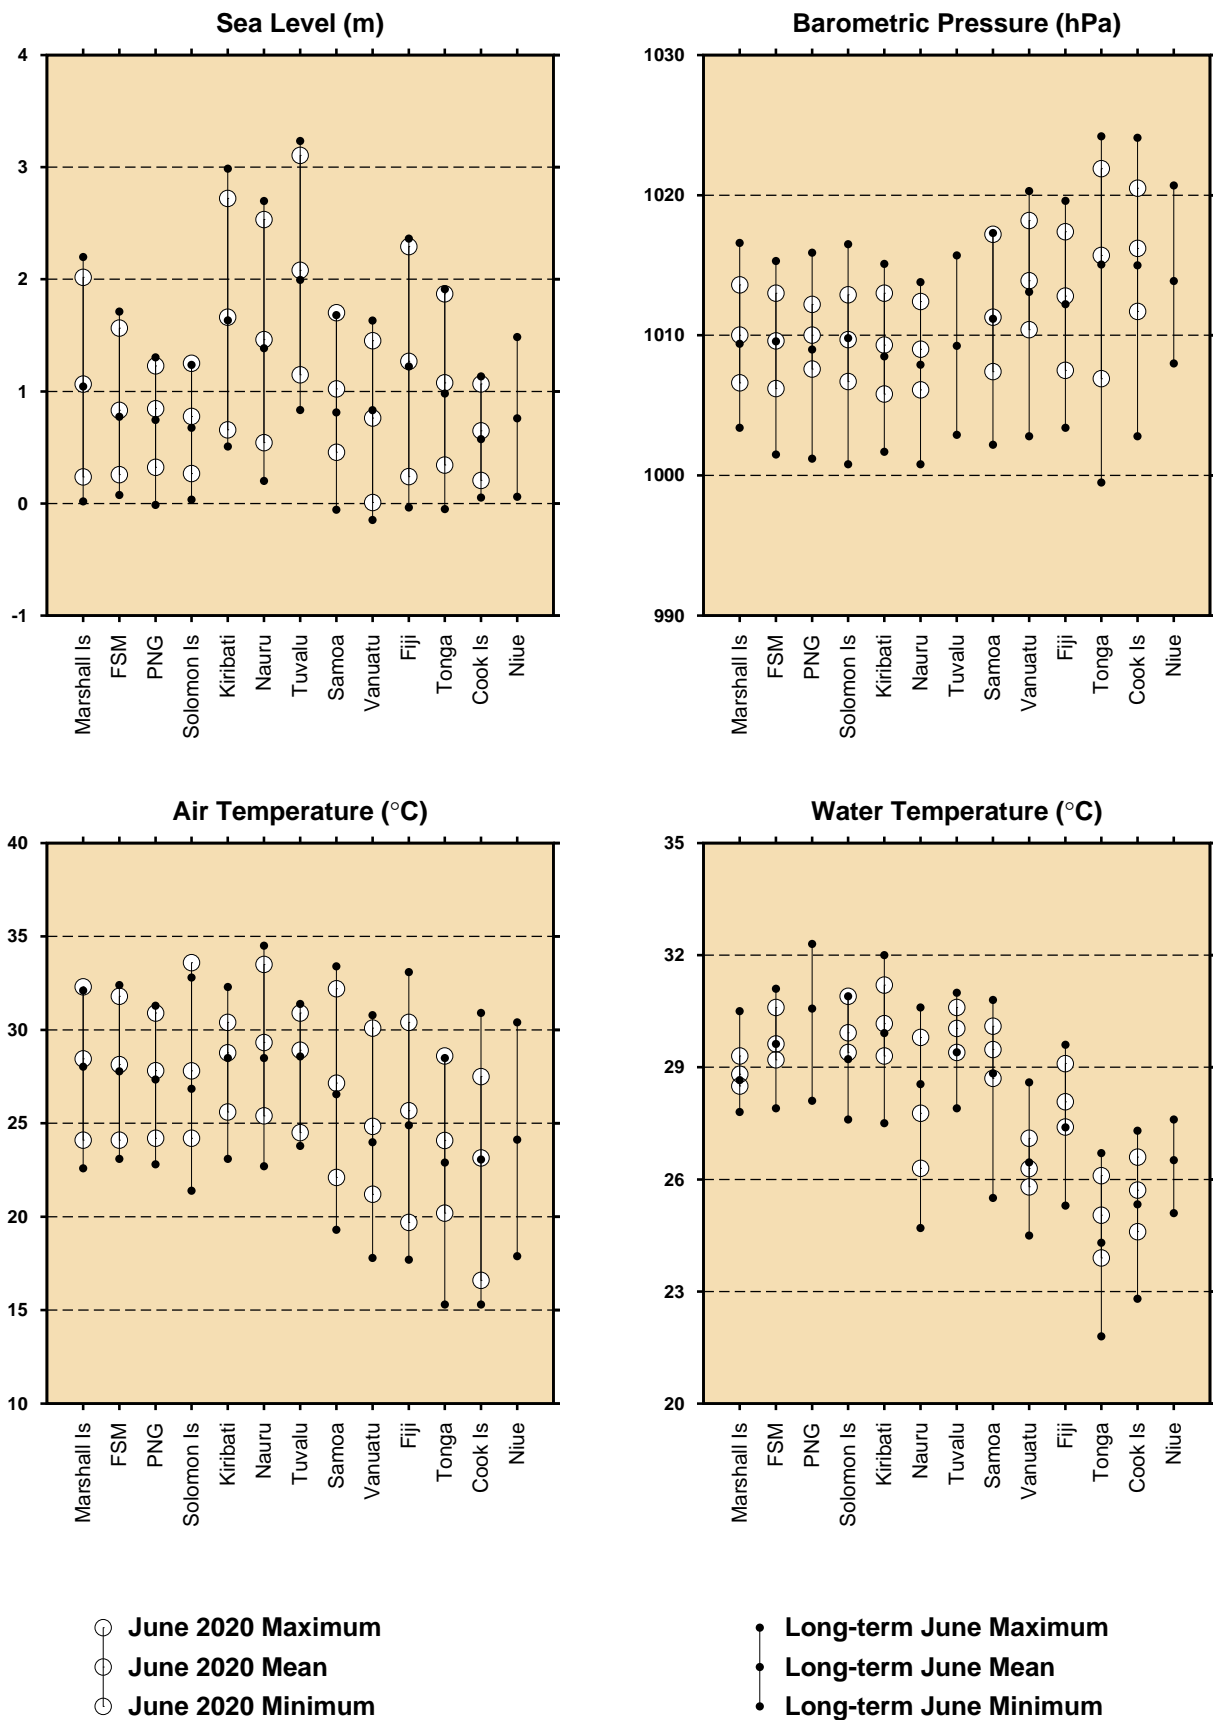 Sea Level (m)
4
3
2
1
0
-1
Marshall Is
FSM
PNG
Solomon Is
Kiribati
Nauru
Tuvalu
Samoa
Vanuatu
Fiji
Tonga
Cook Is
Niue
Barometric Pressure (hPa)
1030
1020
1010
1000
990
Marshall Is
FSM
PNG
Solomon Is
Kiribati
Nauru
Tuvalu
Samoa
Vanuatu
Fiji
Tonga
Cook Is
Niue
Air Temperature (°C)
40
35
30
25
20
15
10
Marshall Is
FSM
PNG
Solomon Is
Kiribati
Nauru
Tuvalu
Samoa
Vanuatu
Fiji
Tonga
Cook Is
Niue
Water Temperature (°C)
35
32
29
26
23
20
Marshall Is
FSM
PNG
Solomon Is
Kiribati
Nauru
Tuvalu
Samoa
Vanuatu
Fiji
Tonga
Cook Is
Niue
June 2020 Maximum
June 2020 Mean
June 2020 Minimum
Long-term June Maximum
Long-term June Mean
Long-term June Minimum